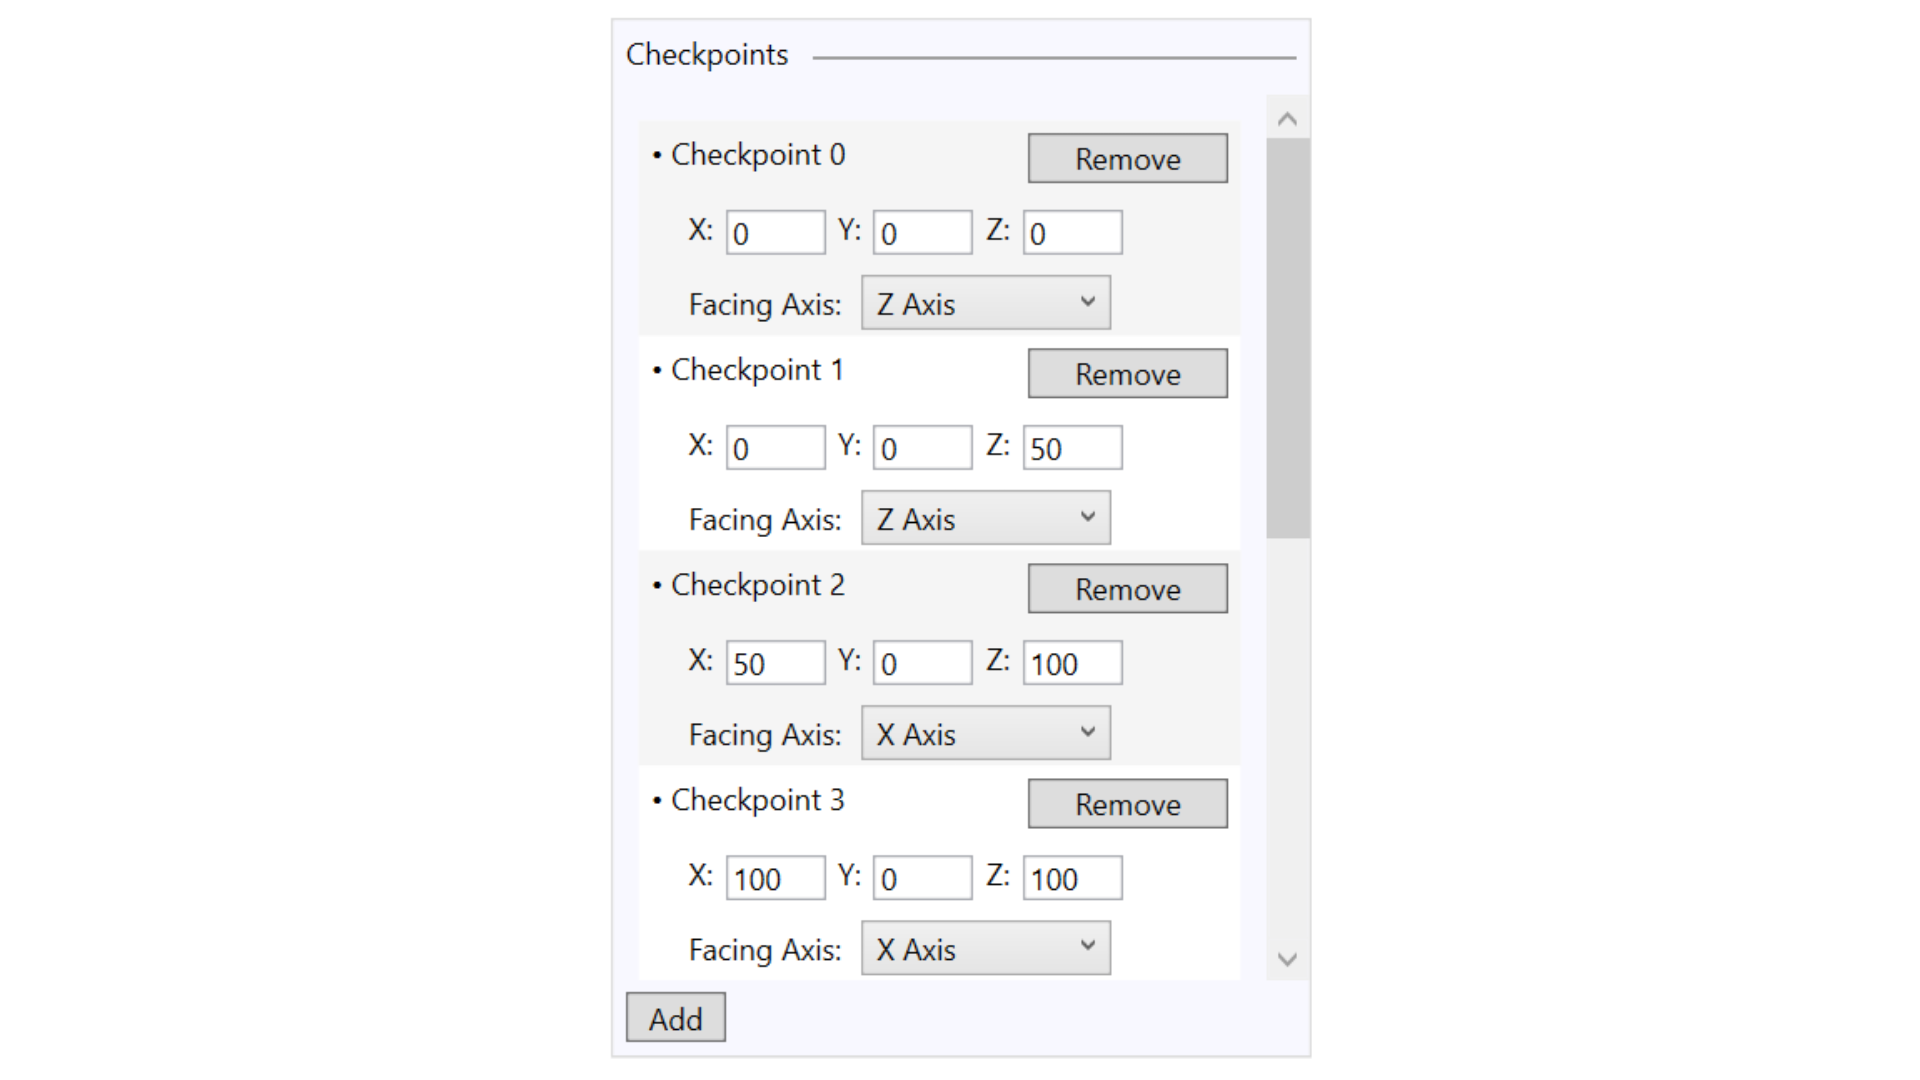 Checkpoints
• Checkpoint 0 Remove
X: 0 Y: 0 Z: 0
Facing Axis: Z Axis
• Checkpoint 1 Remove
X: 0 Y: 0 Z: 50
Facing Axis: Z Axis
• Checkpoint 2 Remove
X: 50 Y: 0 Z: 100
Facing Axis: X Axis
• Checkpoint 3 Remove
X: 100 Y: 0 Z: 100
Facing Axis: X Axis
Add